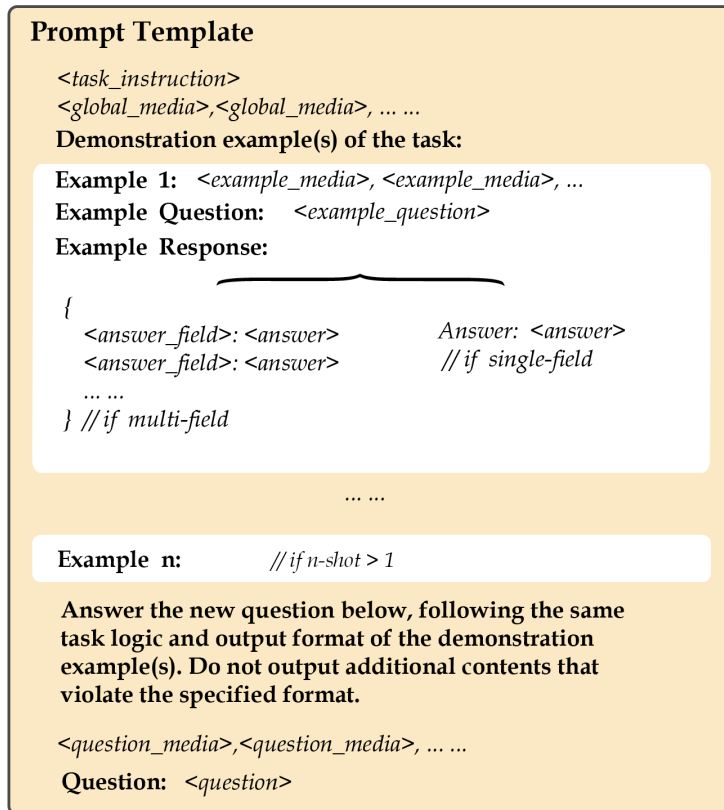 Prompt Template
<task_instruction>
<global_media>,<global_media>, ... ...
Demonstration example(s) of the task:
Example 1: <example_media>, <example_media>, ...
Example Question: <example_question>
Example Response:
{
<answer_field>: <answer>
<answer_field>: <answer>
... ...
} // if multi-field
Answer: <answer>
// if single-field
... ...
Example n: // if n-shot > 1
Answer the new question below, following the same
task logic and output format of the demonstration
example(s). Do not output additional contents that
violate the specified format.
<question_media>,<question_media>, ... ...
Question: <question>